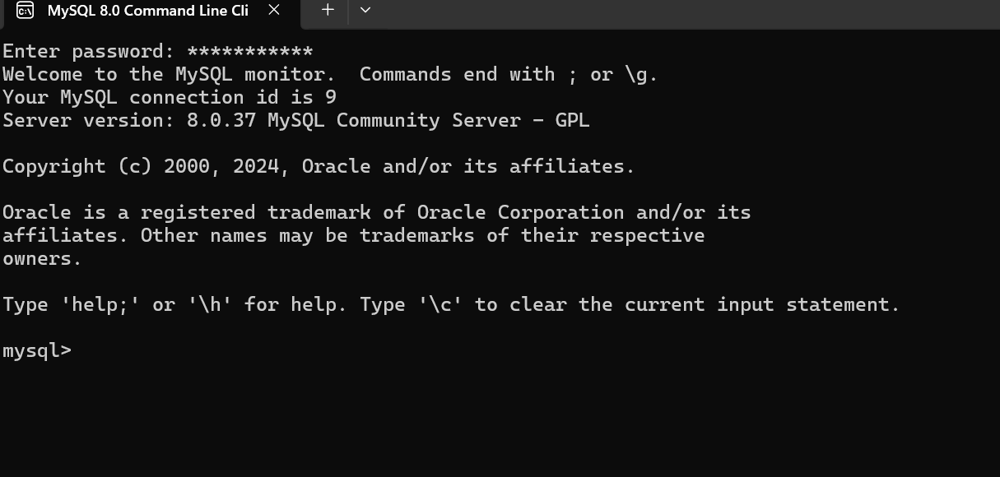 MySQL 8.0 Command Line Cli
Enter password: ***********
Welcome to the MySQL monitor.  Commands end with ; or \g.
Your MySQL connection id is 9
Server version: 8.0.37 MySQL Community Server - GPL
Copyright (c) 2000, 2024, Oracle and/or its affiliates.
Oracle is a registered trademark of Oracle Corporation and/or its
affiliates. Other names may be trademarks of their respective
owners.
Type 'help;' or '\h' for help. Type '\c' to clear the current input statement.
mysql>